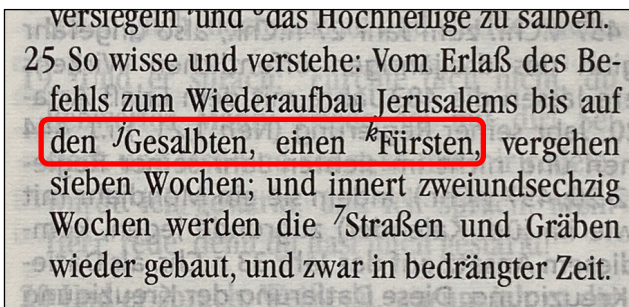 versiegeln und ᵒdas Hochheilige zu salben.
25 So wisse und verstehe: Vom Erlaß des Be-
fehls zum Wiederaufbau Jerusalems bis auf
den ʲGesalbten, einen ᵏFürsten, vergehen
sieben Wochen; und innert zweiundsechzig
Wochen werden die ⁷Straßen und Gräben
wieder gebaut, und zwar in bedrängter Zeit.